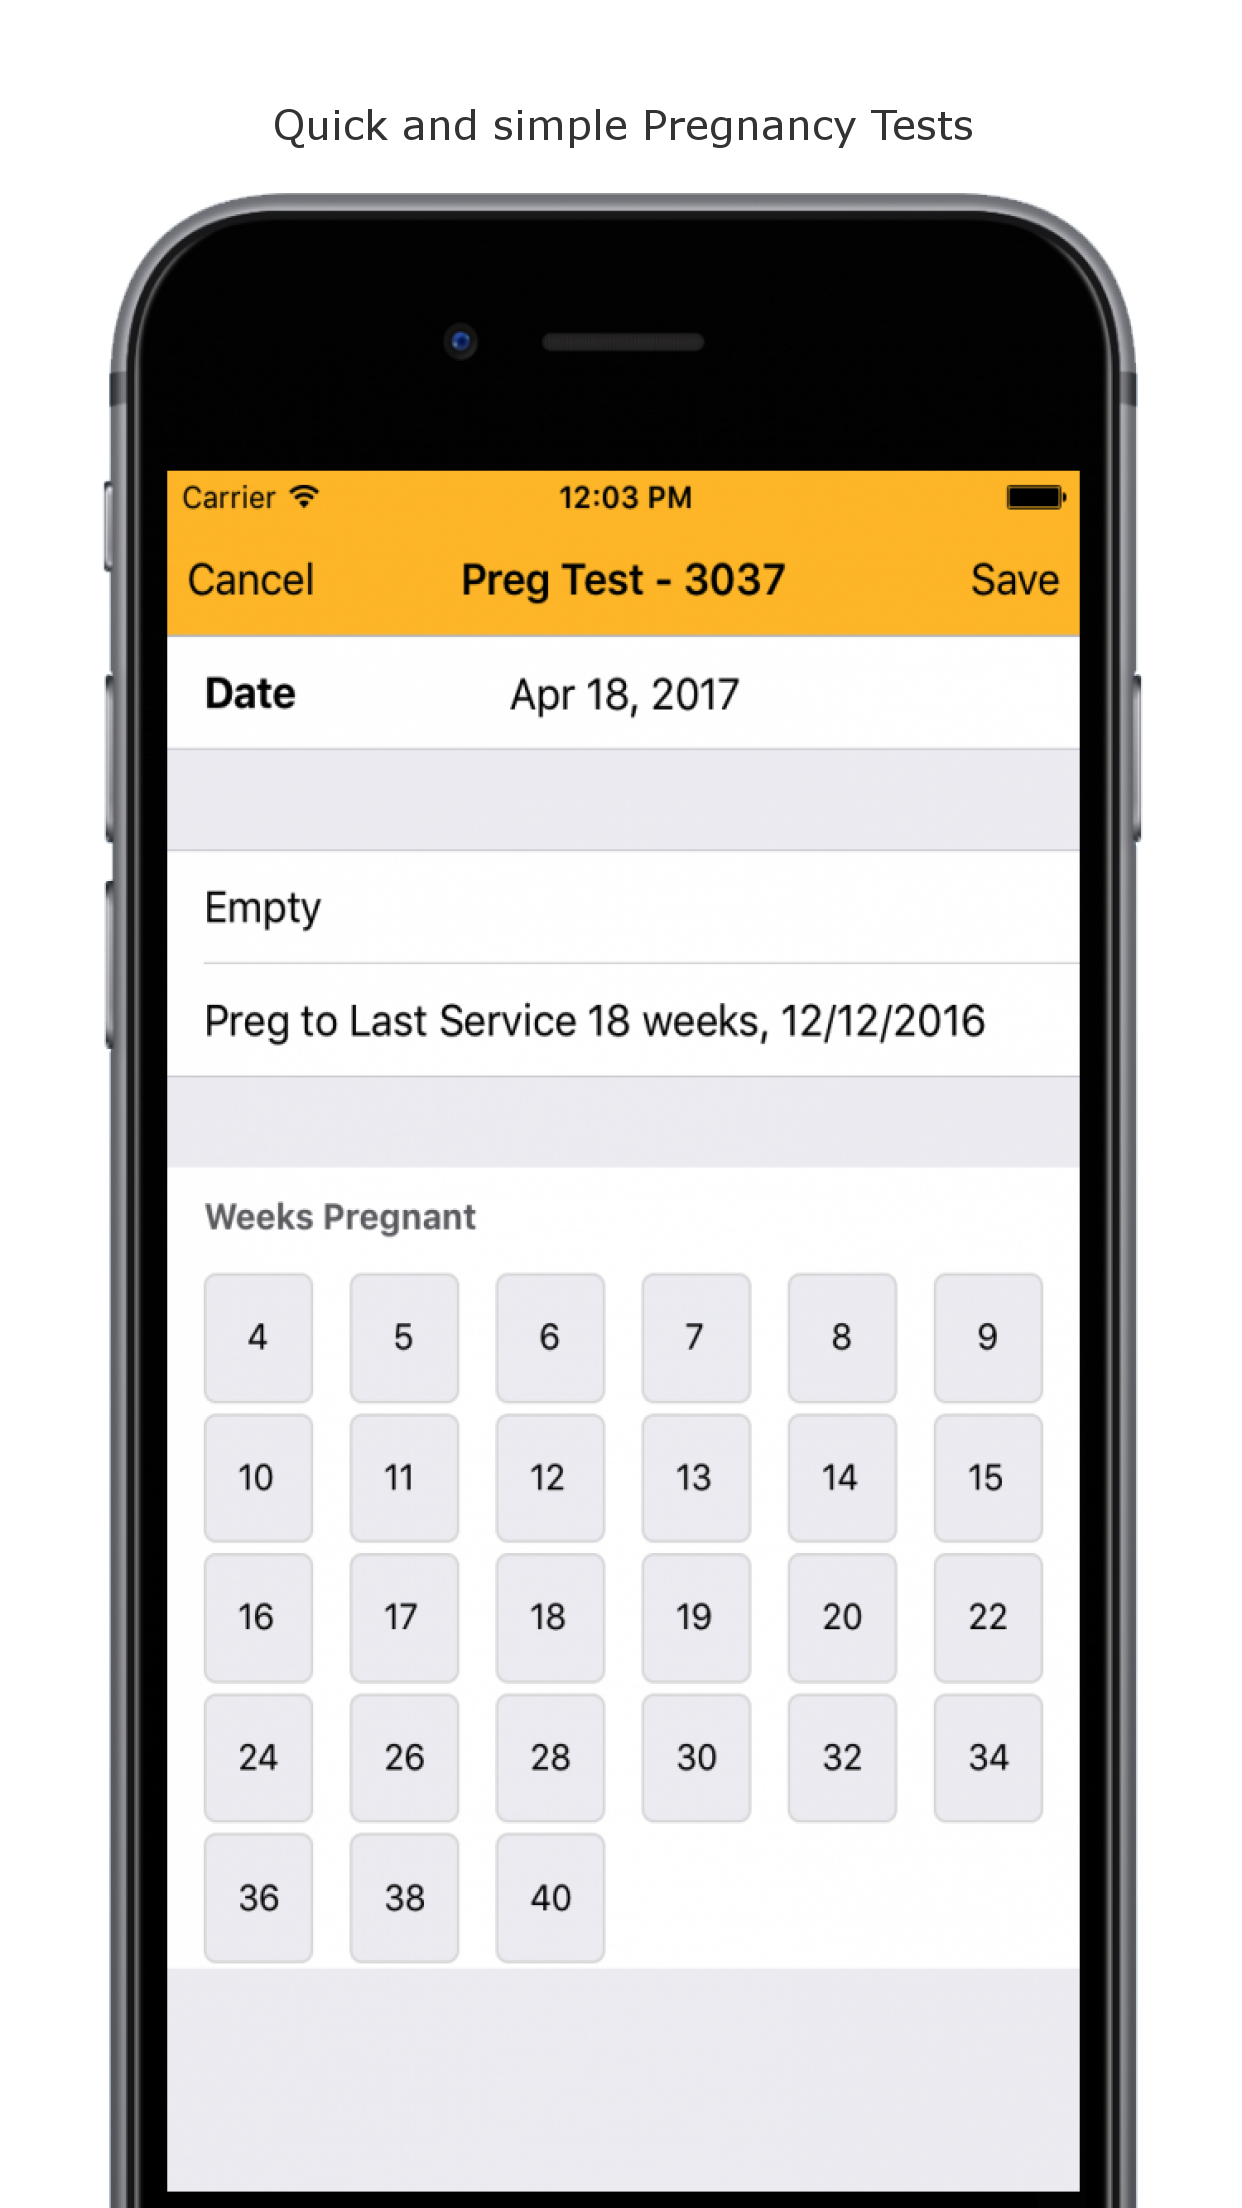 Quick and simple Pregnancy Tests
Carrier 12:03 PM
Cancel Preg Test - 3037 Save
Date Apr 18, 2017
Empty
Preg to Last Service 18 weeks, 12/12/2016
Weeks Pregnant
4 5 6 7 8 9
10 11 12 13 14 15
16 17 18 19 20 22
24 26 28 30 32 34
36 38 40